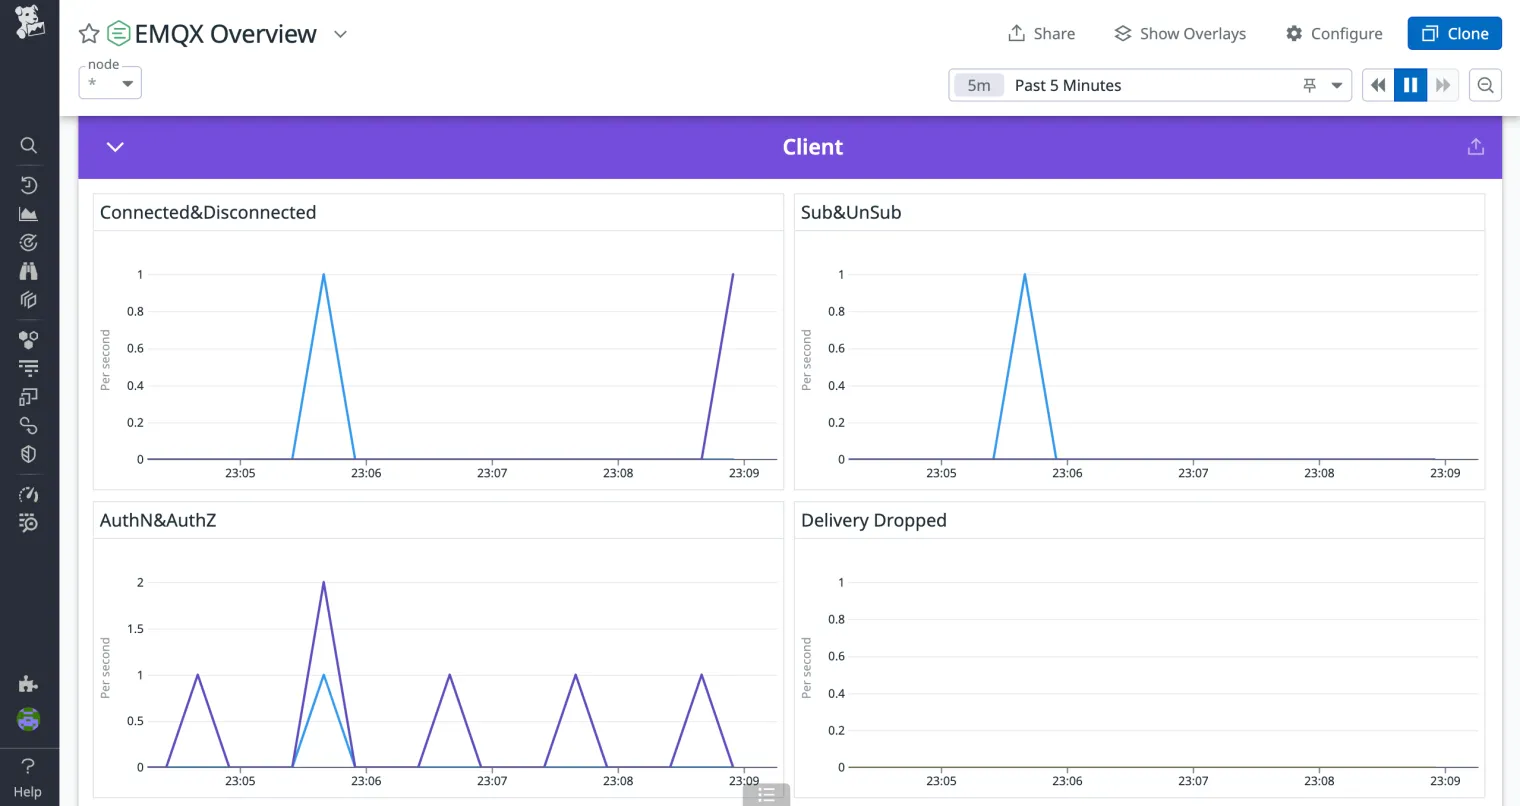 EMQX Overview
Share
Show Overlays
Configure
Clone
node
*
5m Past 5 Minutes
Client
Connected&Disconnected
Per second
1
0.8
0.6
0.4
0.2
0
23:05 23:06 23:07 23:08 23:09
Sub&UnSub
Per second
1
0.8
0.6
0.4
0.2
0
23:05 23:06 23:07 23:08 23:09
AuthN&AuthZ
Per second
2
1.5
1
0.5
0
23:05 23:06 23:07 23:08 23:09
Delivery Dropped
Per second
1
0.8
0.6
0.4
0.2
0
23:05 23:06 23:07 23:08 23:09
?
Help